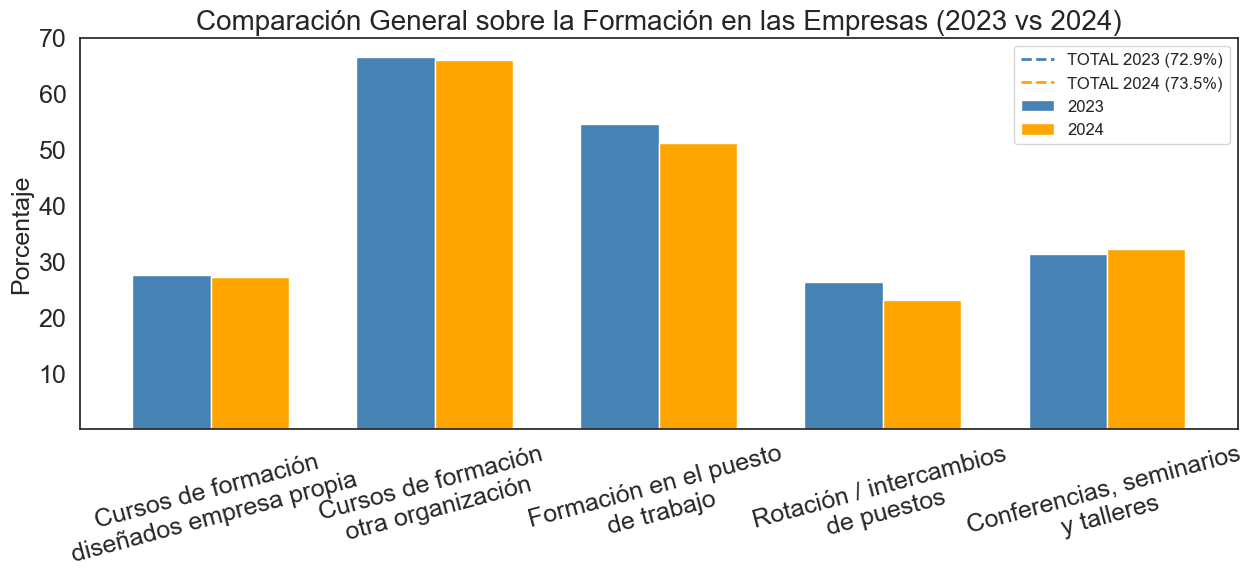 Comparación General sobre la Formación en las Empresas (2023 vs 2024)
Porcentaje
70
60
50
40
30
20
10
TOTAL 2023 (72.9%)
TOTAL 2024 (73.5%)
2023
2024
Cursos de formación
diseñados empresa propia
Cursos de formación
otra organización
Formación en el puesto
de trabajo
Rotación / intercambios
de puestos
Conferencias, seminarios
y talleres